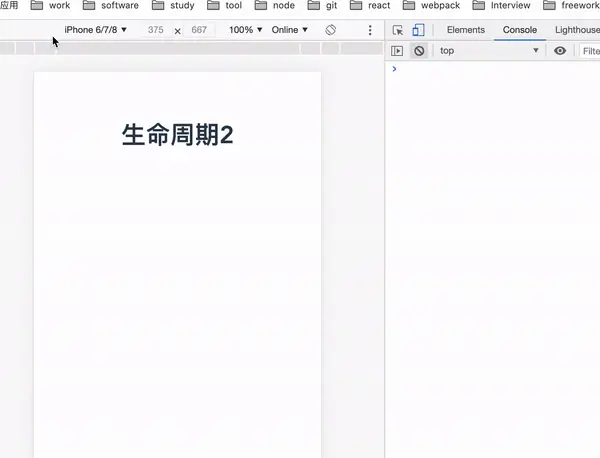 应用 work software study tool node git react webpack Interview freework
iPhone 6/7/8 ▼ 375 × 667 100% ▼ Online ▼
Elements Console Lighthouse
top ▼ Filte
生命周期2